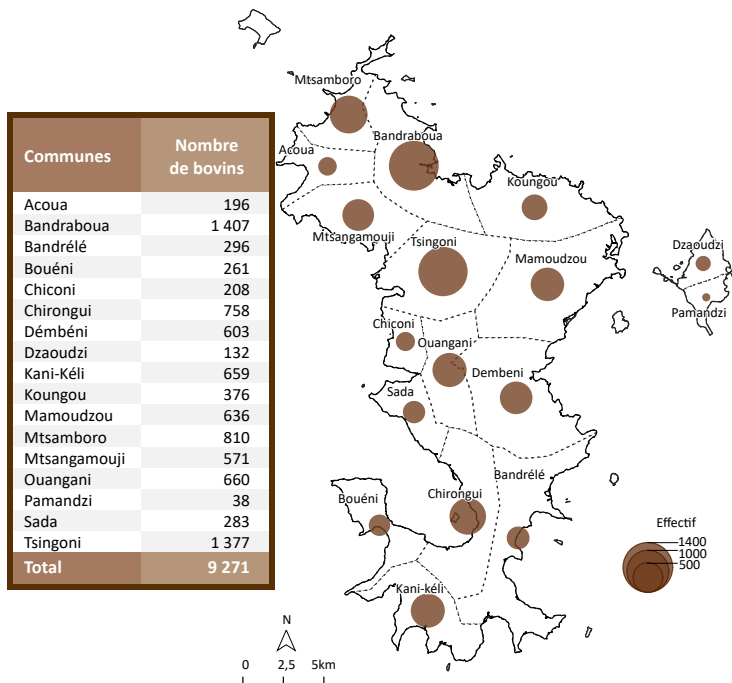 Communes Nombre de bovins
Acoua 196
Bandraboua 1 407
Bandrélé 296
Bouéni 261
Chiconi 208
Chirongui 758
Démbéni 603
Dzaoudzi 132
Kani-Kéli 659
Koungou 376
Mamoudzou 636
Mtsamboro 810
Mtsangamouji 571
Ouangani 660
Pamandzi 38
Sada 283
Tsingoni 1 377
Total 9 271
Mtsamboro
Bandraboua
Acoua
Koungou
Mtsangamouji
Tsingoni
Dzaoudzi
Mamoudzou
Pamandzi
Chiconi
Ouangani
Dembeni
Sada
Bandrélé
Bouéni
Chirongui
Kani-kéli
Effectif
1400
1000
500
N
0 2,5 5km